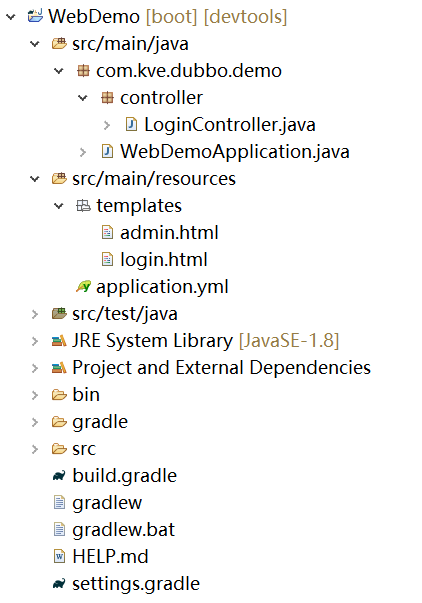 WebDemo [boot] [devtools]
src/main/java
com.kve.dubbo.demo
controller
LoginController.java
WebDemoApplication.java
src/main/resources
templates
admin.html
login.html
application.yml
src/test/java
JRE System Library [JavaSE-1.8]
Project and External Dependencies
bin
gradle
src
build.gradle
gradlew
gradlew.bat
HELP.md
settings.gradle